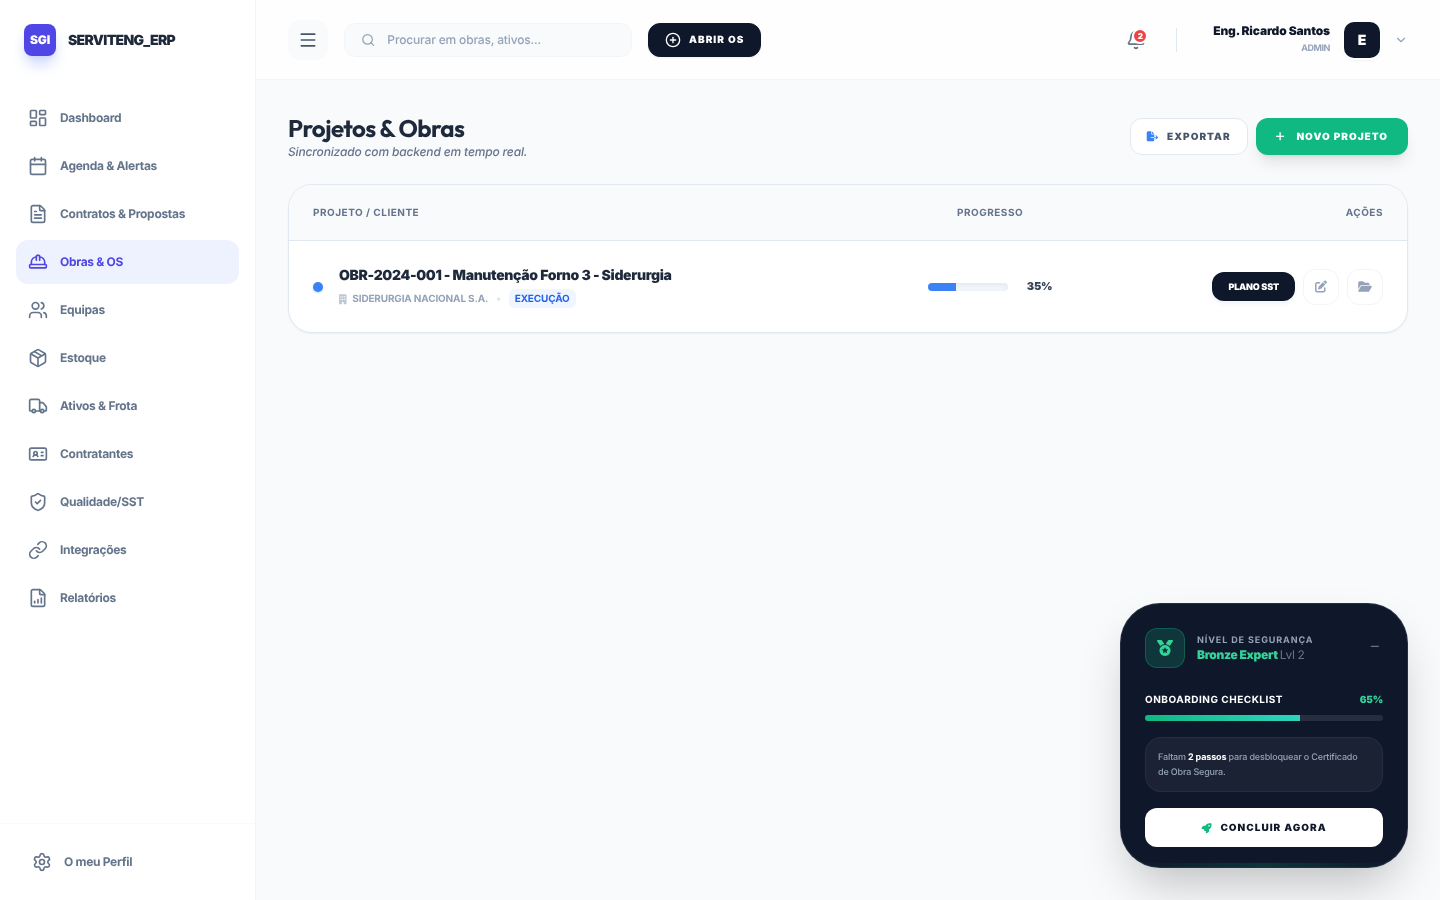 SGI
SERVITENG_ERP
Procurar em obras, ativos...
ABRIR OS
2
Eng. Ricardo Santos
ADMIN
E
Dashboard
Agenda & Alertas
Contratos & Propostas
Obras & OS
Equipas
Estoque
Ativos & Frota
Contratantes
Qualidade/SST
Integrações
Relatórios
O meu Perfil
Projetos & Obras
Sincronizado com backend em tempo real.
EXPORTAR
NOVO PROJETO
PROJETO / CLIENTE
PROGRESSO
AÇÕES
OBR-2024-001 - Manutenção Forno 3 - Siderurgia
SIDERURGIA NACIONAL S.A. • EXECUÇÃO
35%
PLANO SST
NÍVEL DE SEGURANÇA
Bronze Expert Lvl 2
ONBOARDING CHECKLIST
65%
Faltam 2 passos para desbloquear o Certificado
de Obra Segura.
CONCLUIR AGORA